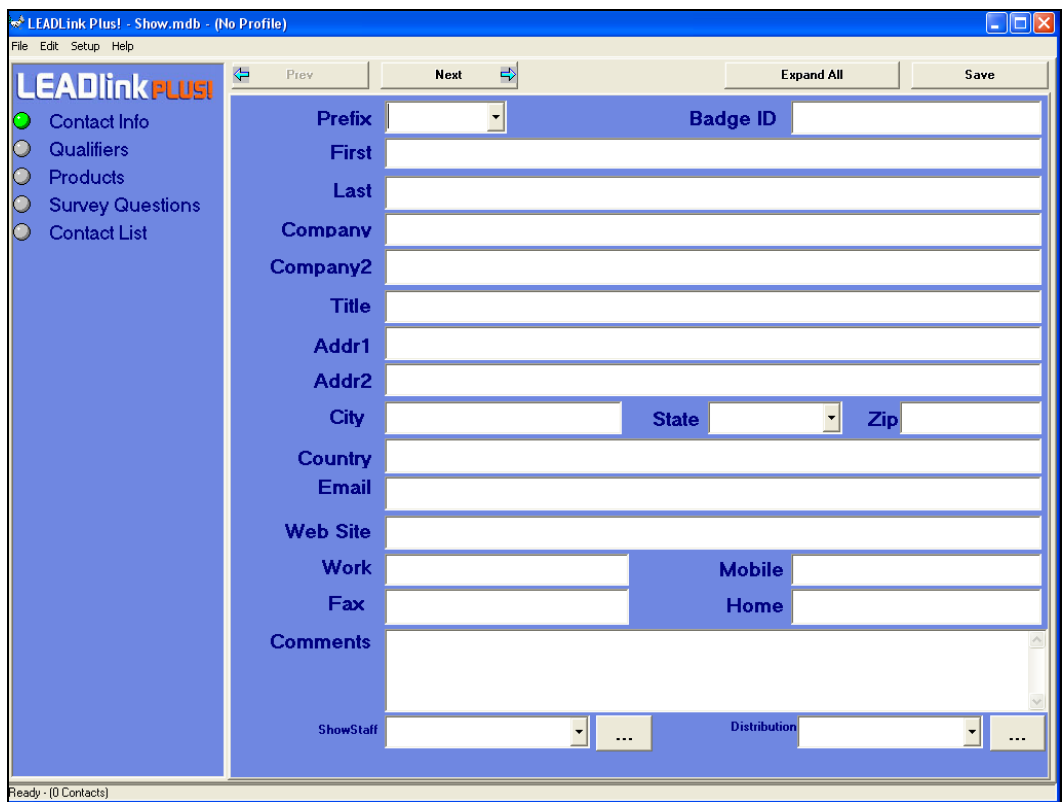 LEADLink Plus! - Show.mdb - (No Profile)
File Edit Setup Help
LEADlink PLUS!
Contact Info
Qualifiers
Products
Survey Questions
Contact List
Prev Next Expand All Save
Prefix Badge ID
First
Last
Company
Company2
Title
Addr1
Addr2
City State Zip
Country
Email
Web Site
Work Mobile
Fax Home
Comments
ShowStaff ... Distribution ...
Ready - (0 Contacts)